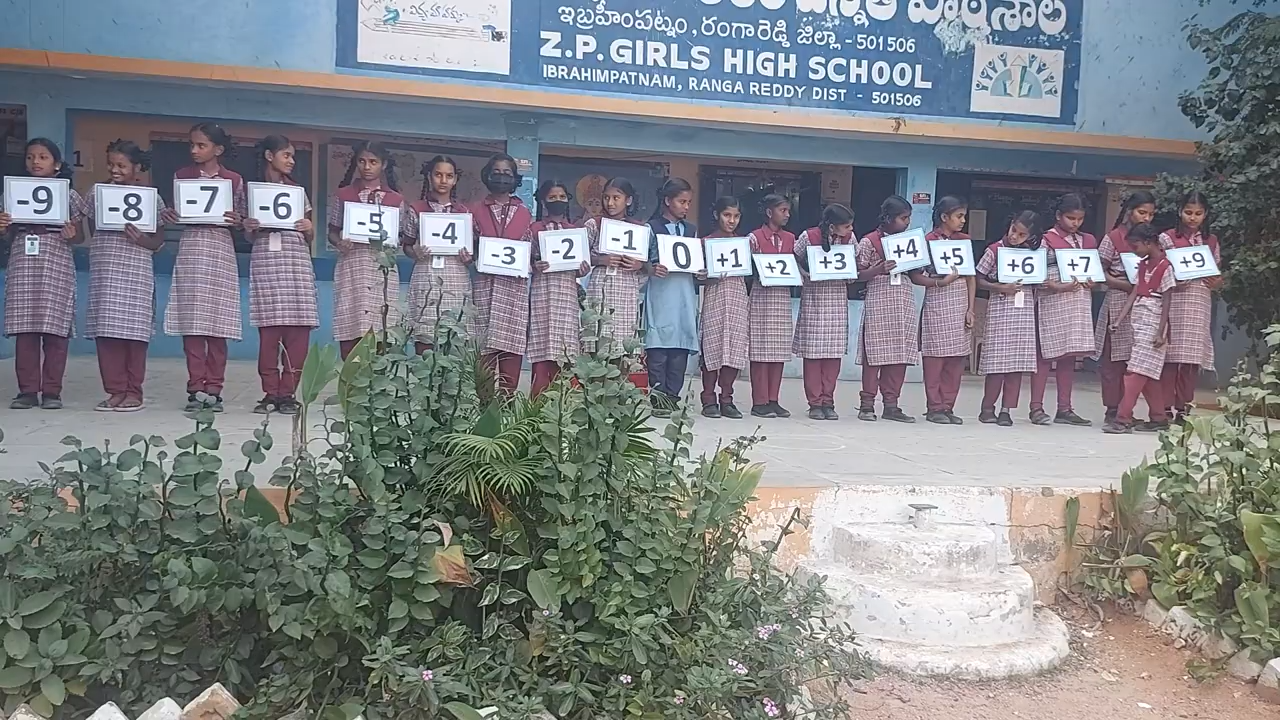 పాఠశాల
ఇబ్రహీంపట్నం, రంగారెడ్డి జిల్లా - 501506
Z.P. GIRLS HIGH SCHOOL
IBRAHIMPATNAM, RANGA REDDY DIST - 501506
-9 -8 -7 -6 -5 -4 -3 -2 -1 0 +1 +2 +3 +4 +5 +6 +7 +9